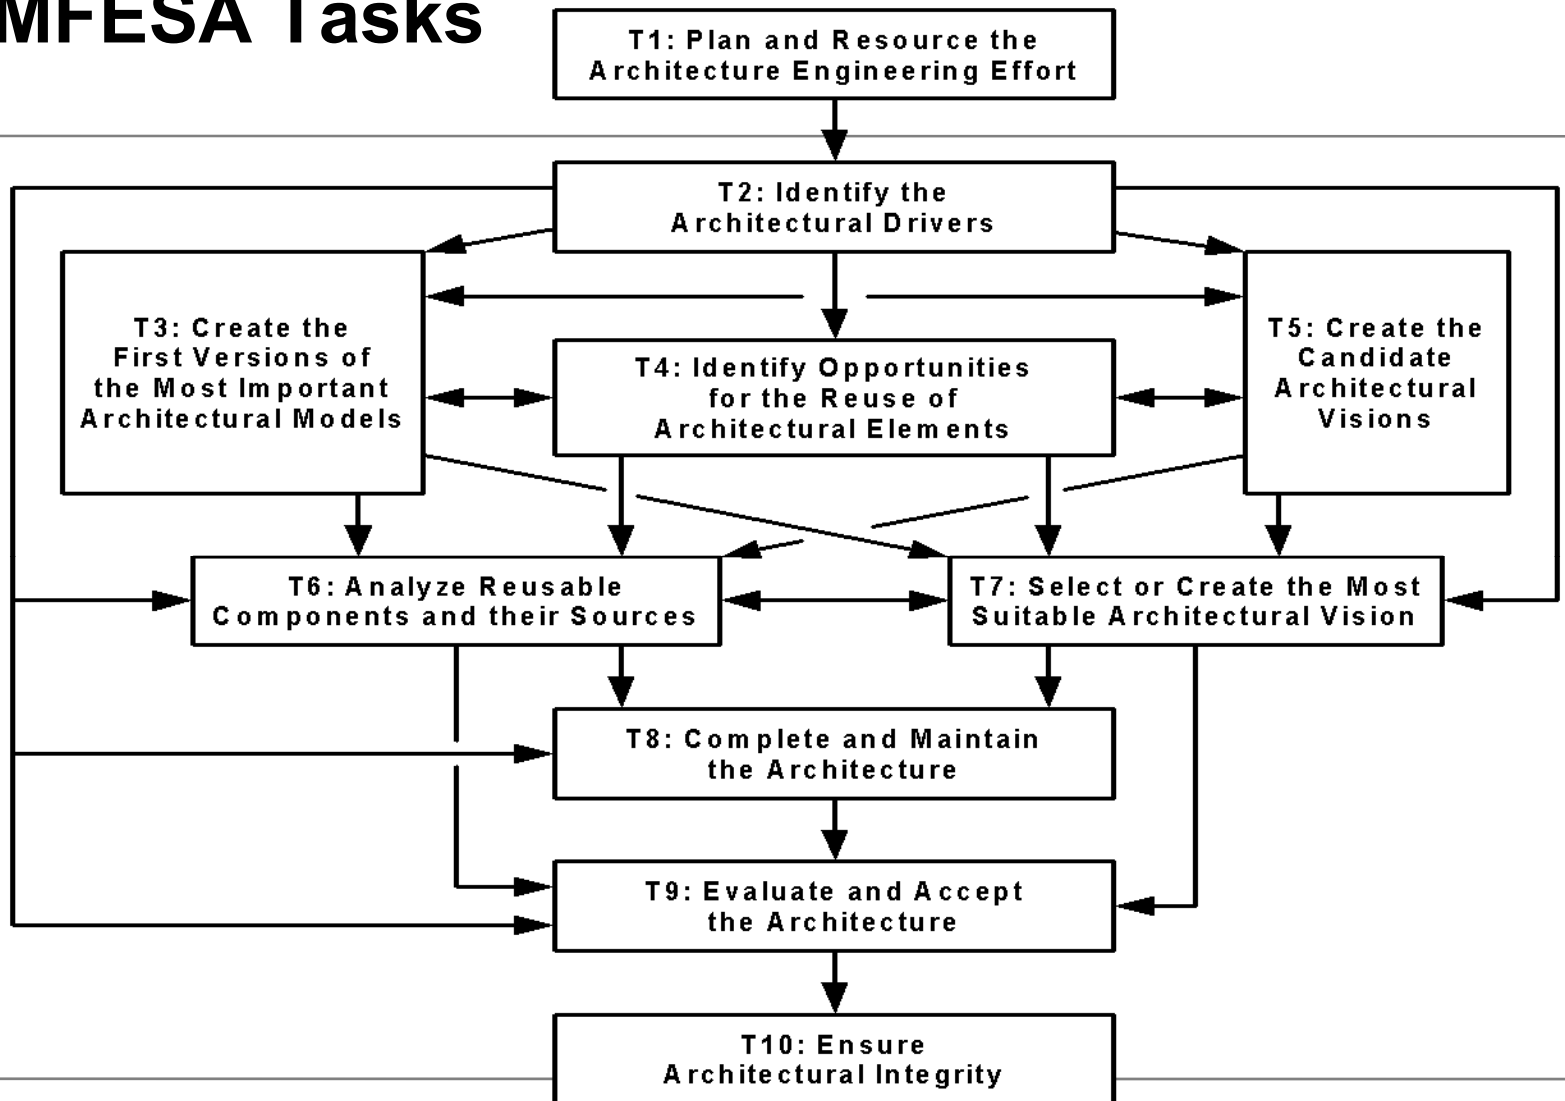 MFESA Tasks
T1: Plan and Resource the
Architecture Engineering Effort
T2: Identify the
Architectural Drivers
T3: Create the
First Versions of
the Most Important
Architectural Models
T4: Identify Opportunities
for the Reuse of
Architectural Elements
T5: Create the
Candidate
Architectural
Visions
T6: Analyze Reusable
Components and their Sources
T7: Select or Create the Most
Suitable Architectural Vision
T8: Complete and Maintain
the Architecture
T9: Evaluate and Accept
the Architecture
T10: Ensure
Architectural Integrity